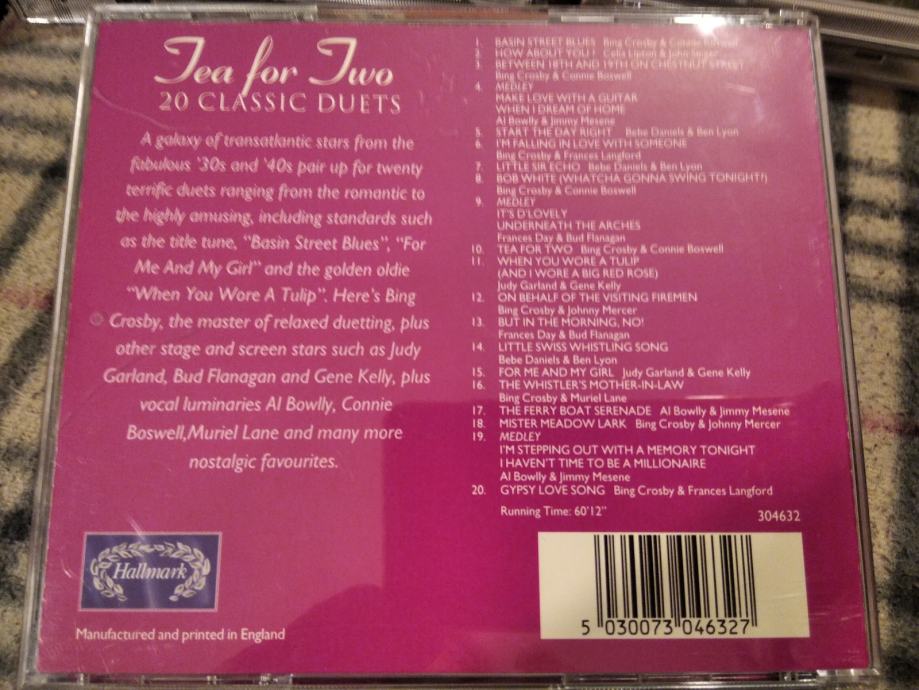 Tea for Two
20 CLASSIC DUETS
A galaxy of transatlantic stars from the
fabulous '30s and '40s pair up for twenty
terrific duets ranging from the romantic to
the highly amusing, including standards such
as the title tune, "Basin Street Blues", "For
Me And My Girl" and the golden oldie
"When You Wore A Tulip". Here's Bing
Crosby, the master of relaxed duetting, plus
other stage and screen stars such as Judy
Garland, Bud Flanagan and Gene Kelly, plus
vocal luminaries Al Bowlly, Connie
Boswell,Muriel Lane and many more
nostalgic favourites.
Hallmark
Manufactured and printed in England
1. BASIN STREET BLUES Bing Crosby & Connie Boswell
2. HOW ABOUT YOU? Celia Lipton & John
3. BETWEEN 18TH AND 19TH ON CHESTNUT STREET
Bing Crosby & Connie Boswell
4. MEDLEY
MAKE LOVE WITH A GUITAR
WHEN I DREAM OF HOME
Al Bowlly & Jimmy Mesene
5. START THE DAY RIGHT Bebe Daniels & Ben Lyon
6. I'M FALLING IN LOVE WITH SOMEONE
Bing Crosby & Frances Langford
7. LITTLE SIR ECHO Bebe Daniels & Ben Lyon
8. BOB WHITE (WHAT'CHA GONNA SWING TONIGHT?)
Bing Crosby & Connie Boswell
9. MEDLEY
IT'S D'LOVELY
UNDERNEATH THE ARCHES
Frances Day & Bud Flanagan
10. TEA FOR TWO Bing Crosby & Connie Boswell
11. WHEN YOU WORE A TULIP
(AND I WORE A BIG RED ROSE)
Judy Garland & Gene Kelly
12. ON BEHALF OF THE VISITING FIREMEN
Bing Crosby & Johnny Mercer
13. BUT IN THE MORNING, NO!
Frances Day & Bud Flanagan
14. LITTLE SWISS WHISTLING SONG
Bebe Daniels & Ben Lyon
15. FOR ME AND MY GIRL Judy Garland & Gene Kelly
16. THE WHISTLER'S MOTHER-IN-LAW
Bing Crosby & Muriel Lane
17. THE FERRY BOAT SERENADE Al Bowlly & Jimmy Mesene
18. MISTER MEADOW LARK Bing Crosby & Johnny Mercer
19. MEDLEY
I'M STEPPING OUT WITH A MEMORY TONIGHT
I HAVEN'T TIME TO BE A MILLIONAIRE
Al Bowlly & Jimmy Mesene
20. GYPSY LOVE SONG Bing Crosby & Frances Langford
Running Time: 60'12"
304632
5 030073 046327